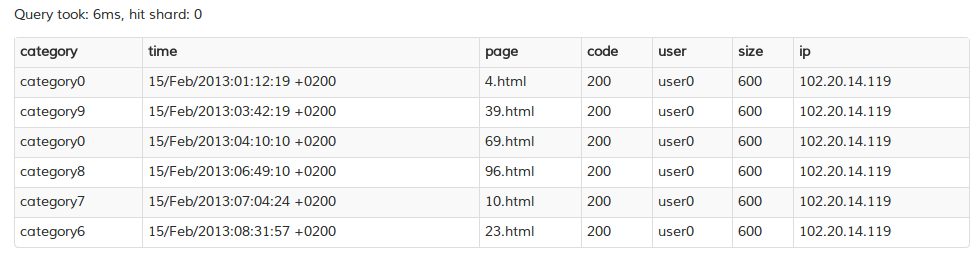 Query took: 6ms, hit shard: 0
category time page code user size ip
category0 15/Feb/2013:01:12:19 +0200 4.html 200 user0 600 102.20.14.119
category9 15/Feb/2013:03:42:19 +0200 39.html 200 user0 600 102.20.14.119
category0 15/Feb/2013:04:10:10 +0200 69.html 200 user0 600 102.20.14.119
category8 15/Feb/2013:06:49:10 +0200 96.html 200 user0 600 102.20.14.119
category7 15/Feb/2013:07:04:24 +0200 10.html 200 user0 600 102.20.14.119
category6 15/Feb/2013:08:31:57 +0200 23.html 200 user0 600 102.20.14.119